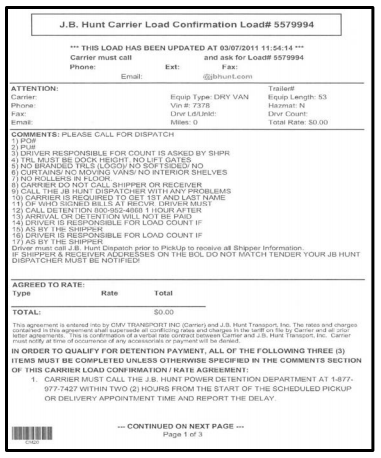 J.B. Hunt Carrier Load Confirmation Load# 5579994
*** THIS LOAD HAS BEEN UPDATED AT 03/07/2011 11:54:14 ***
Carrier must call and ask for Load# 5579994
Phone: Ext: Fax:
Email: @jbhunt.com
ATTENTION: Trailer#
Carrier: Equip Type: DRY VAN Equip Length: 53
Phone: Vin #: 7378 Hazmat: N
Fax: Drvr Ld/Unld: Drvr Count:
Email: Miles: 0 Total Rate: $0.00
COMMENTS: PLEASE CALL FOR DISPATCH
1) PO#
2) PU#
3) DRIVER RESPONSIBLE FOR COUNT IS ASKED BY SHPR
4) TRL MUST BE DOCK HEIGHT. NO LIFT GATES
5) NO BRANDED TRLS (LOGO)/ NO SOFTSIDED/ NO
6) CURTAINS/ NO MOVING VANS/ NO INTERIOR SHELVES
7) NO ROLLERS IN FLOOR.
8) CARRIER DO NOT CALL SHIPPER OR RECEIVER
9) CALL THE JB HUNT DISPATCHER WITH ANY PROBLEMS
10) CARRIER IS REQUIRED TO GET 1ST AND LAST NAME
11) OF WHO SIGNED BILLS AT RECVR. DRIVER MUST
12) CALL DETENTION 800-952-4668 1 HOUR AFTER
13) ARRIVAL OR DETENTION WILL NOT BE PAID
14) DRIVER IS RESPONSIBLE FOR LOAD COUNT IF
15) AS BY THE SHIPPER
16) DRIVER IS RESPONSIBLE FOR LOAD COUNT IF
17) AS BY THE SHIPPER
Driver must call J.B. Hunt Dispatch prior to PickUp to receive all Shipper Information.
IF SHIPPER & RECEIVER ADDRESSES ON THE BOL DO NOT MATCH TENDER YOUR JB HUNT
DISPATCHER MUST BE NOTIFIED!
AGREED TO RATE:
Type Rate Total
TOTAL: $0.00
This agreement is entered into by OMV TRANSPORT INC (Carrier) and J.B. Hunt Transport, Inc. The rates and charges
contained in this agreement shall supersede all conflicting rates and charges in the tariff on file by Carrier and all prior
letter agreements. This is confirmation of a verbal rate contract between Carrier and J.B. Hunt Transport, Inc. Carrier
must notify at time of occurrence of any accessorials or payment will be denied.
IN ORDER TO QUALIFY FOR DETENTION PAYMENT, ALL OF THE FOLLOWING THREE (3)
ITEMS MUST BE COMPLETED UNLESS OTHERWISE SPECIFIED IN THE COMMENTS SECTION
OF THIS CARRIER LOAD CONFIRMATION / RATE AGREEMENT:
1. CARRIER MUST CALL THE J.B. HUNT POWER DETENTION DEPARTMENT AT 1-877-
977-7427 WITHIN TWO (2) HOURS FROM THE START OF THE SCHEDULED PICKUP
OR DELIVERY APPOINTMENT TIME AND REPORT THE DELAY.
--- CONTINUED ON NEXT PAGE ---
Page 1 of 3